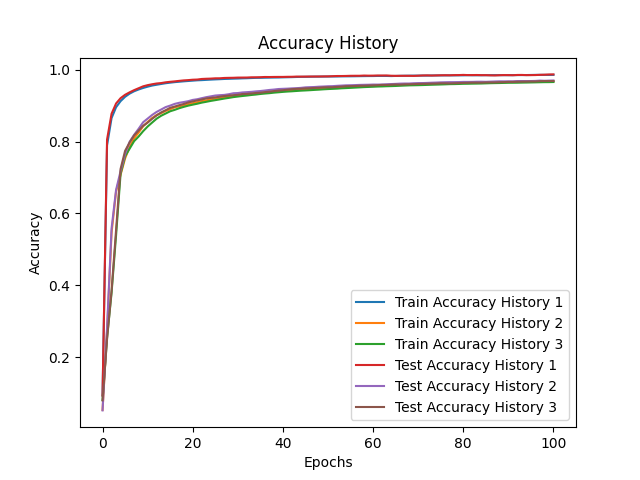 Accuracy History
1.0
0.8
0.6
0.4
0.2
Accuracy
Train Accuracy History 1
Train Accuracy History 2
Train Accuracy History 3
Test Accuracy History 1
Test Accuracy History 2
Test Accuracy History 3
0 20 40 60 80 100
Epochs